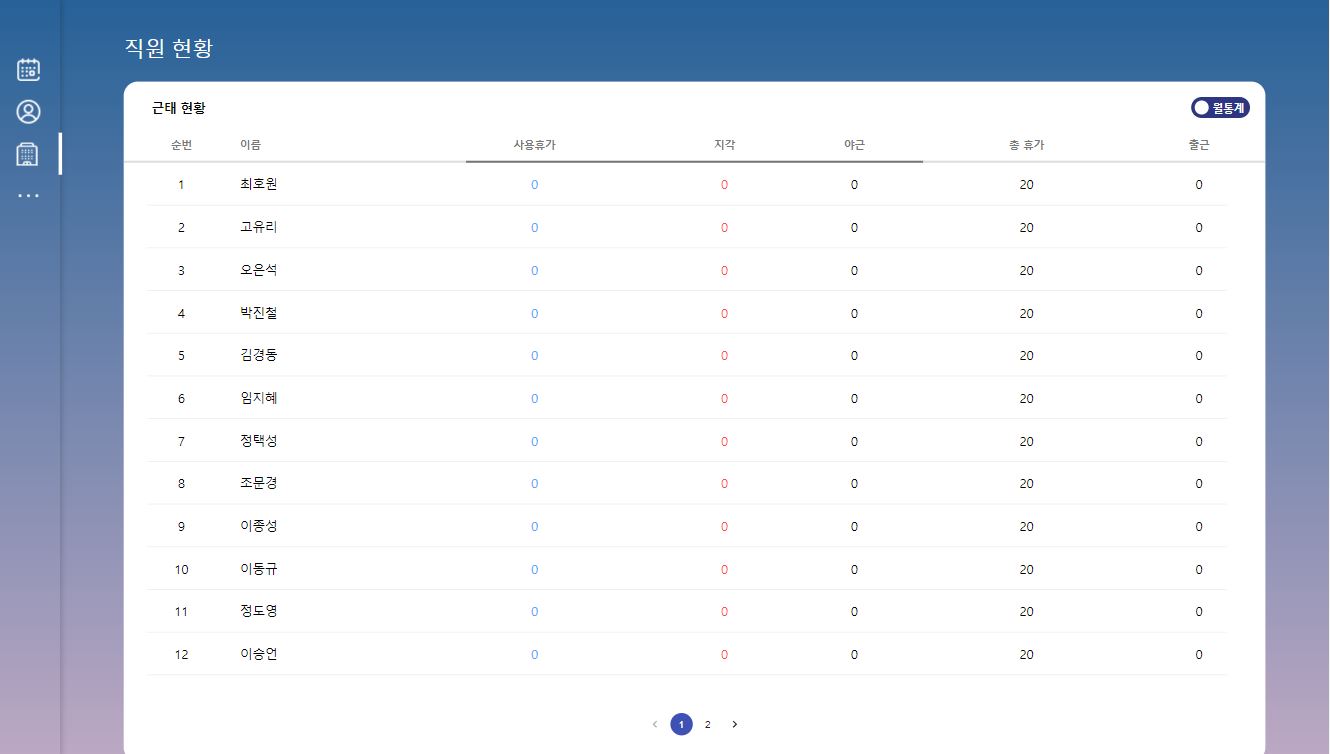 직원 현황
근태 현황 월통계
순번 이름 사용휴가 지각 야근 총 휴가 출근
1 최호원 0 0 0 20 0
2 고유리 0 0 0 20 0
3 오은석 0 0 0 20 0
4 박진철 0 0 0 20 0
5 김경동 0 0 0 20 0
6 임지혜 0 0 0 20 0
7 정택성 0 0 0 20 0
8 조문경 0 0 0 20 0
9 이종성 0 0 0 20 0
10 이동규 0 0 0 20 0
11 정도영 0 0 0 20 0
12 이승언 0 0 0 20 0
‹ 1 2 ›